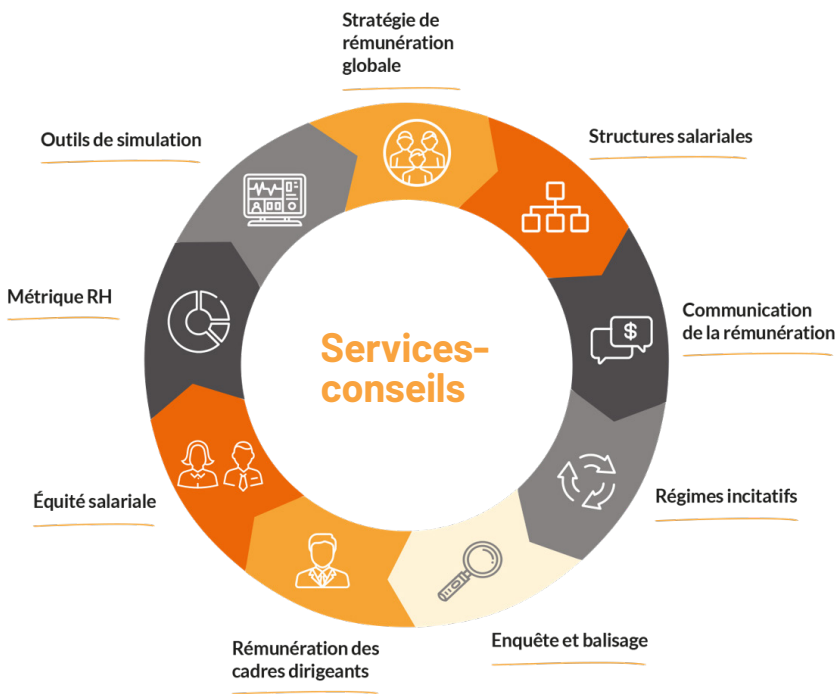 Stratégie de
rémunération
globale
Outils de simulation
Structures salariales
Métrique RH
$
Communication
de la rémunération
Services-
conseils
Équité salariale
Régimes incitatifs
Rémunération des
cadres dirigeants
Enquête et balisage